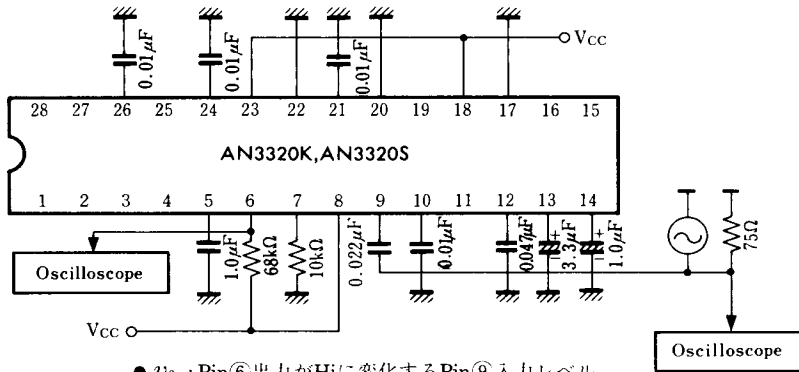 0.01μF
0.01μF
0.01μF
Vcc
28 27 26 25 24 23 22 21 20 19 18 17 16 15
AN3320K,AN3320S
1 2 3 4 5 6 7 8 9 10 11 12 13 14
1.0μF
68kΩ
10kΩ
0.022μF
0.01μF
0.047μF
+
3.3μF
+
1.0μF
75Ω
Oscilloscope
Vcc
Oscilloscope
:Pin⑥出力がHiに変化するPin⑨入力レベル